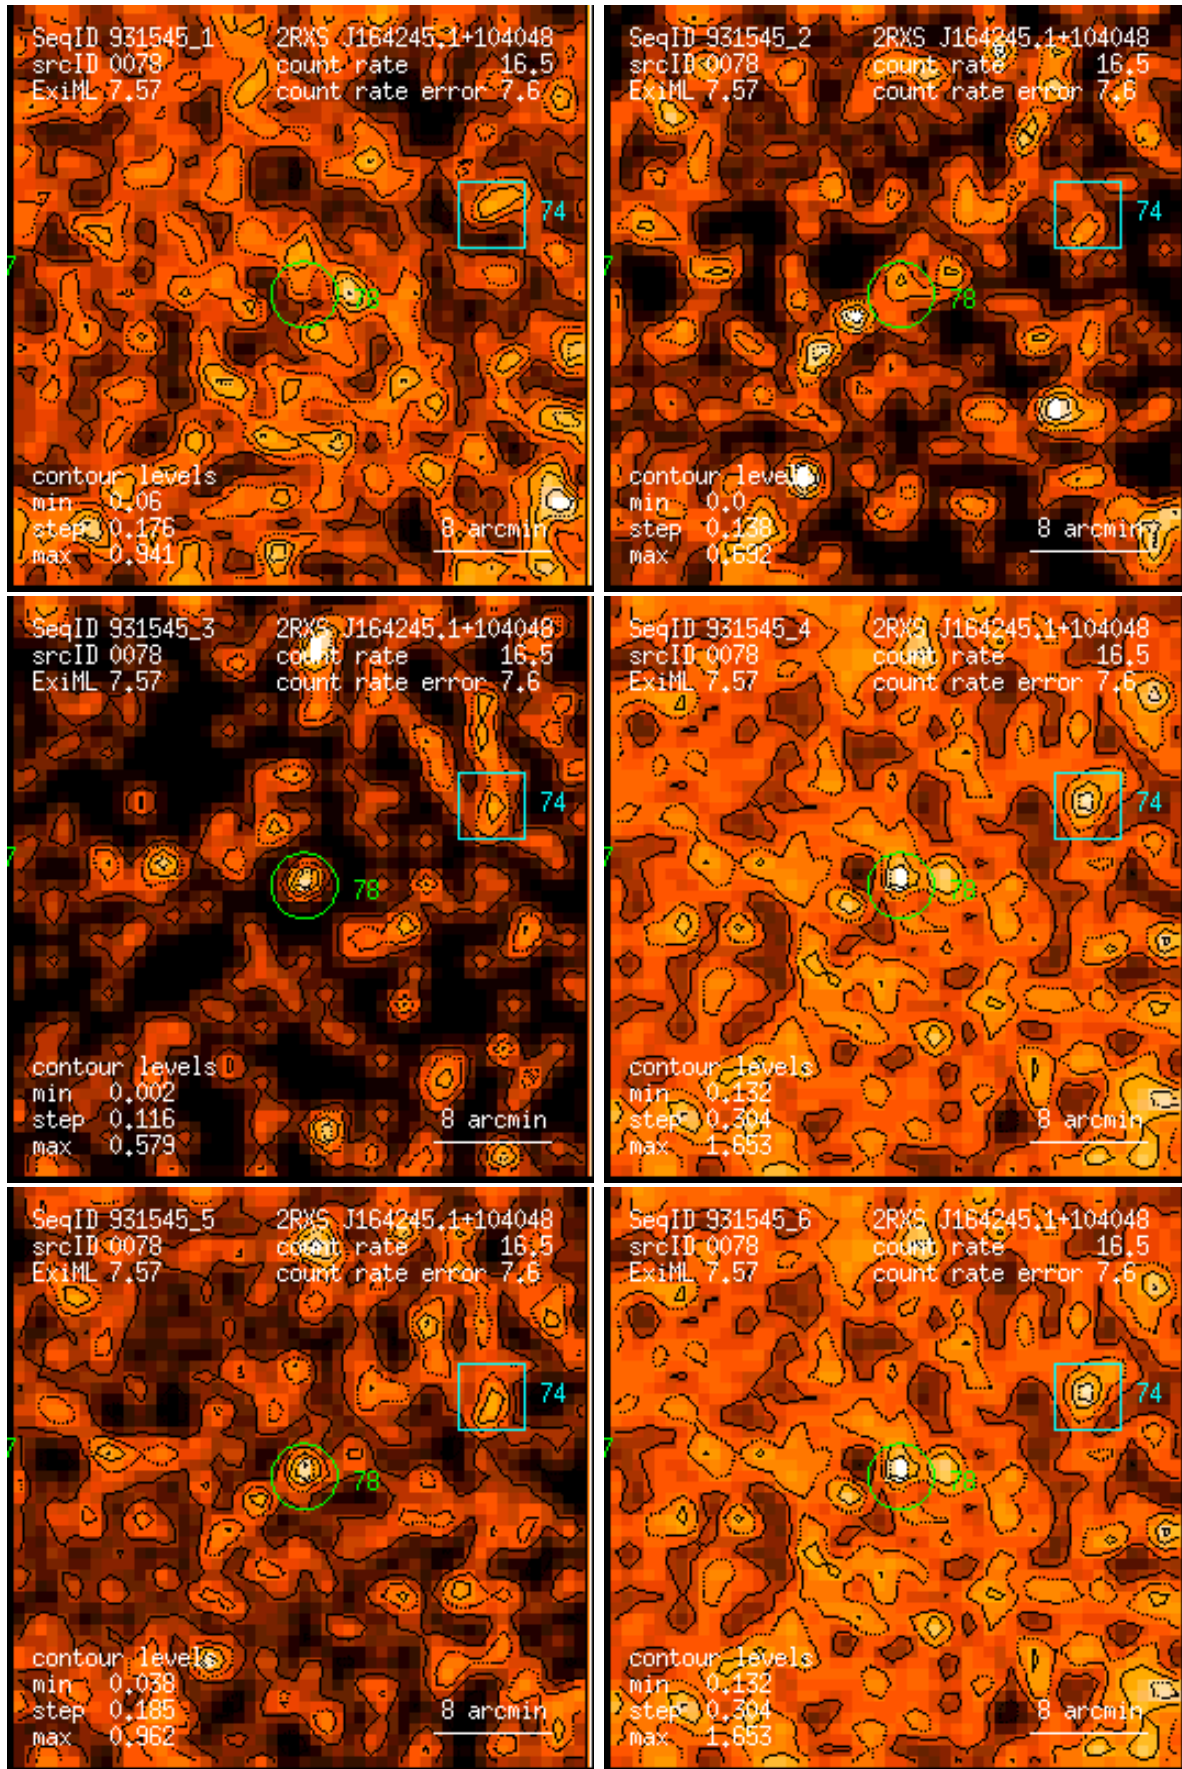 SeqID 931545_1 2RXS J164245.1+104048
srcID 0078 count rate 16.5
ExiML 7.57 count rate error 7.6
74
7
78
contour levels
min 0.06
step 0.176
max 0.941
8 arcmin
SeqID 931545_2 2RXS J164245.1+104048
srcID 0078 count rate 16.5
ExiML 7.57 count rate error 7.6
74
7
78
contour levels
min 0.0
step 0.138
max 0.692
8 arcmin
SeqID 931545_3 2RXS J164245.1+104048
srcID 0078 count rate 16.5
ExiML 7.57 count rate error 7.6
74
7
78
contour levels
min 0.002
step 0.116
max 0.579
8 arcmin
SeqID 931545_4 2RXS J164245.1+104048
srcID 0078 count rate 16.5
ExiML 7.57 count rate error 7.6
74
7
78
contour levels
min 0.132
step 0.304
max 1.653
8 arcmin
SeqID 931545_5 2RXS J164245.1+104048
srcID 0078 count rate 16.5
ExiML 7.57 count rate error 7.6
74
7
78
contour levels
min 0.038
step 0.185
max 0.962
8 arcmin
SeqID 931545_6 2RXS J164245.1+104048
srcID 0078 count rate 16.5
ExiML 7.57 count rate error 7.6
74
7
78
contour levels
min 0.132
step 0.304
max 1.653
8 arcmin